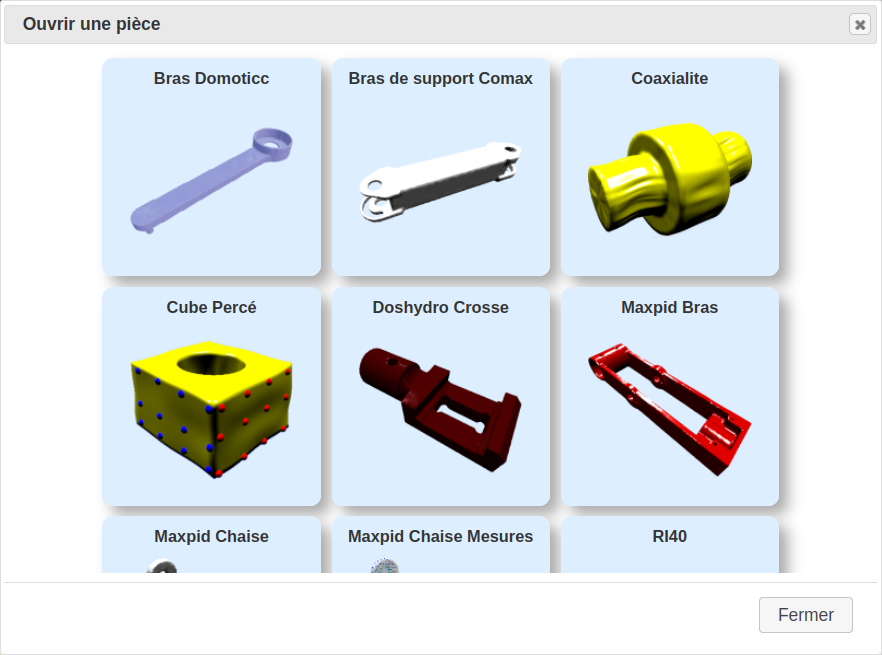 Ouvrir une pièce
Bras Domoticc
Bras de support Comax
Coaxialite
Cube Percé
Doshydro Crosse
Maxpid Bras
Maxpid Chaise
Maxpid Chaise Mesures
RI40
Fermer